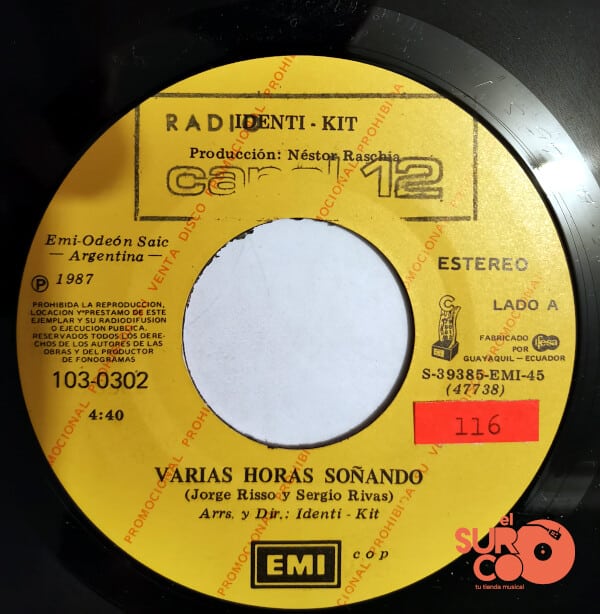 RADIO
IDENTI - KIT
Producción: Néstor Raschia
canal 12
Emi-Odeón Saic
— Argentina —
Ⓟ 1987
ESTEREO
LADO A
PROHIBIDA LA REPRODUCCION,
LOCACION Y PRESTAMO DE ESTE
EJEMPLAR Y SU RADIODIFUSION
O EJECUCION PUBLICA.
RESERVADOS TODOS LOS DERE-
CHOS DE LOS AUTORES DE LAS
OBRAS Y DEL PRODUCTOR
DE FONOGRAMAS
FABRICADO
POR
ifesa
GUAYAQUIL - ECUADOR
103-0302
S-39385-EMI-45
(47738)
4:40
116
VARIAS HORAS SOÑANDO
(Jorge Risso y Sergio Rivas)
Arrs. y Dir.: Identi - Kit
EMI
cop
DISCO PROMOCIONAL PROHIBIDA SU VENTA
el
SURCO
tu tienda musical